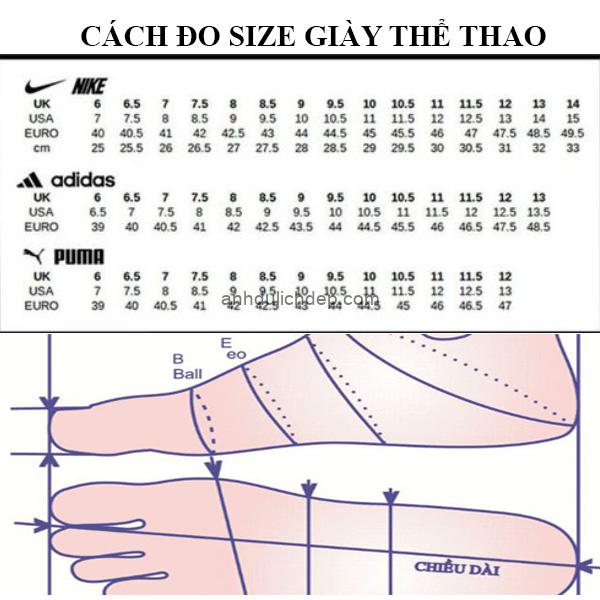 CÁCH ĐO SIZE GIÀY THỂ THAO
NIKE
UK 6 6.5 7 7.5 8 8.5 9 9.5 10 10.5 11 11.5 12 13 14
USA 7 7.5 8 8.5 9 9.5 10 10.5 11 11.5 12 12.5 13 14 15
EURO 40 40.5 41 42 42.5 43 44 44.5 45 45.5 46 47 47.5 48.5 49.5
cm 25 25.5 26 26.5 27 27.5 28 28.5 29 29.5 30 30.5 31 32 33
adidas
UK 6 6.5 7 7.5 8 8.5 9 9.5 10 10.5 11 11.5 12 13
USA 6.5 7 7.5 8 8.5 9 9.5 10 10.5 11 11.5 12 12.5 13.5
EURO 39 40 40.5 41 42 42.5 43.5 44 44.5 45.5 46 46.5 47.5 48.5
PUMA
UK 6 6.5 7 7.5 8 8.5 9 9.5 10 10.5 11 11.5 12
USA 7 7.5 8 8.5 9 9.5 10 10.5 11 11.5 12 12.5 13
EURO 39 40 40.5 41 42 42.5 43 44 44.5 45 46 46.5 47
anhdulichdep.com
E
eo
B
Ball
CHIỀU DÀI